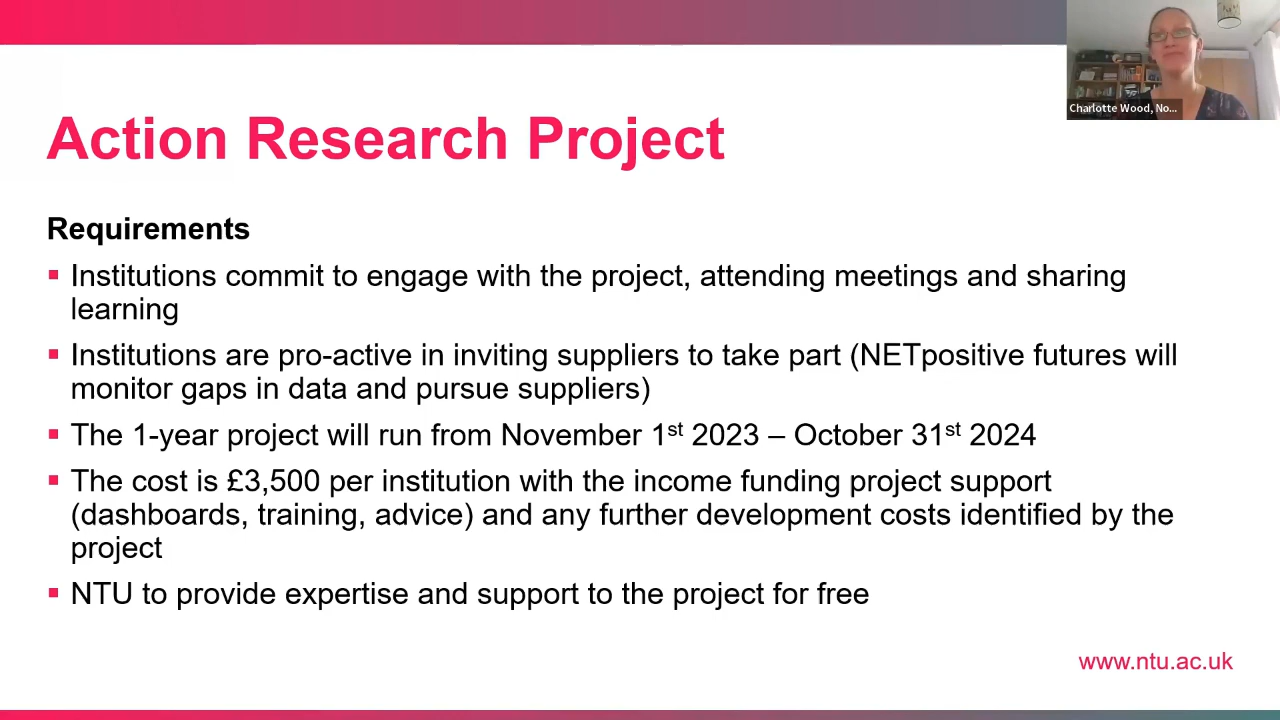 Charlotte Wood, No...
Action Research Project
Requirements
▪ Institutions commit to engage with the project, attending meetings and sharing
learning
▪ Institutions are pro-active in inviting suppliers to take part (NETpositive futures will
monitor gaps in data and pursue suppliers)
▪ The 1-year project will run from November 1st 2023 – October 31st 2024
▪ The cost is £3,500 per institution with the income funding project support
(dashboards, training, advice) and any further development costs identified by the
project
▪ NTU to provide expertise and support to the project for free
www.ntu.ac.uk